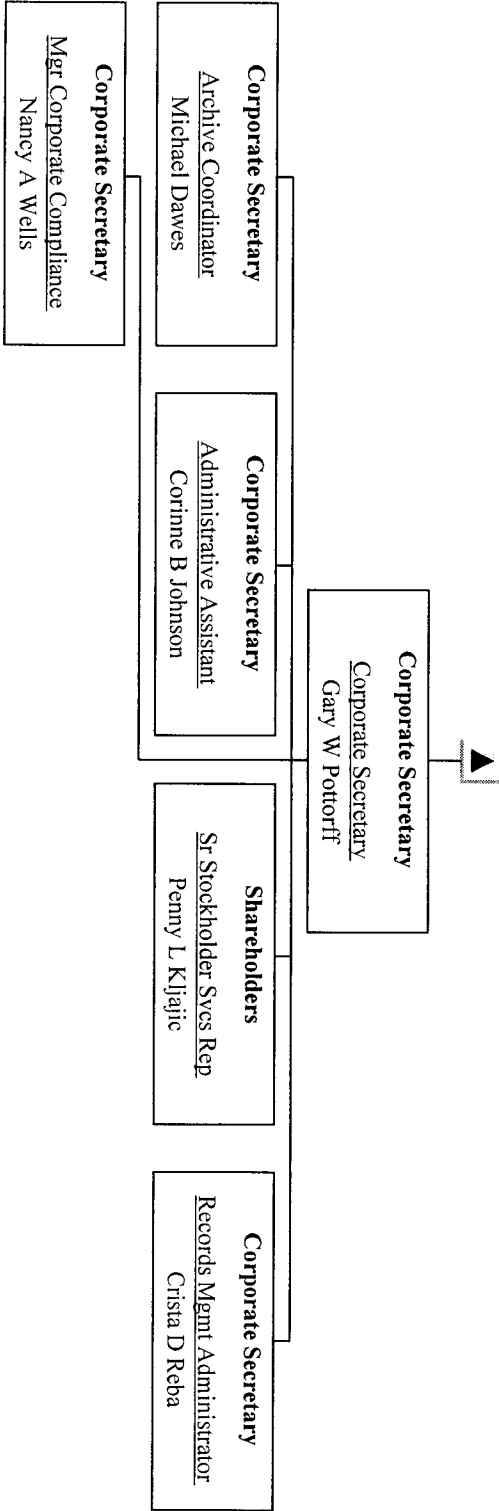 Corporate Secretary
Corporate Secretary
Gary W Pottorff
Corporate Secretary
Archive Coordinator
Michael Dawes
Corporate Secretary
Administrative Assistant
Corinne B Johnson
Shareholders
Sr Stockholder Svcs Rep
Penny L Kljajic
Corporate Secretary
Records Mgmt Administrator
Crista D Reba
Corporate Secretary
Mgr Corporate Compliance
Nancy A Wells